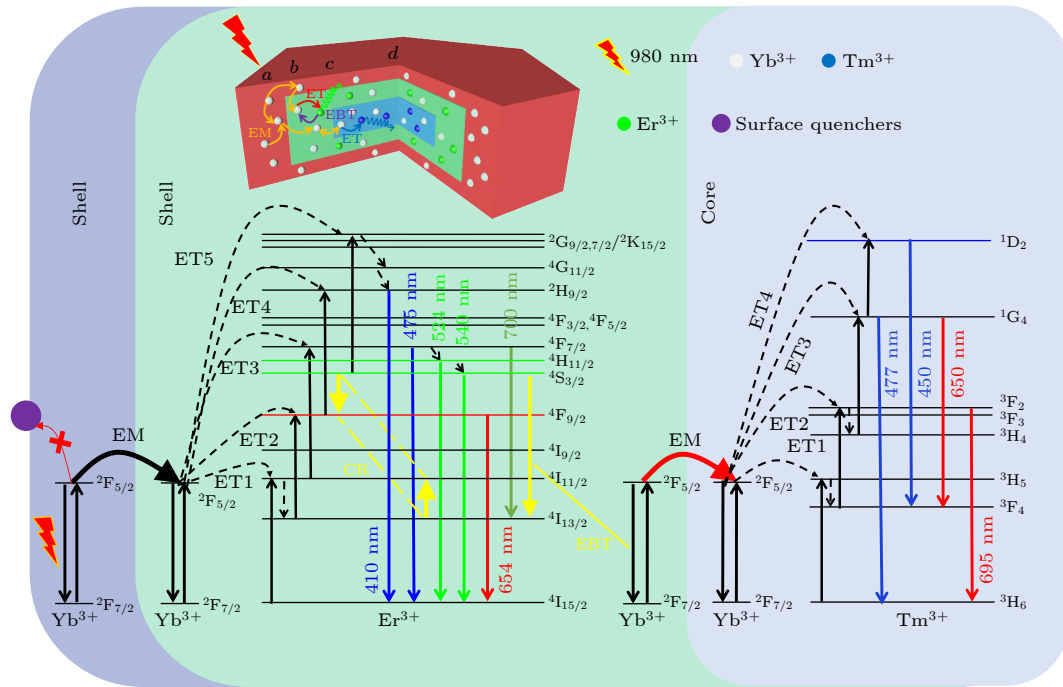 a b c d
ET
EBT
EM
ET
980 nm
Yb³⁺
Tm³⁺
Er³⁺
Surface quenchers
Shell
Shell
Core
ET5
ET4
ET3
ET2
ET1
EM
²F₅/₂
²F₇/₂
Yb³⁺
²F₅/₂
²F₇/₂
Yb³⁺
²G₉/₂,₇/₂/²K₁₅/₂
⁴G₁₁/₂
²H₉/₂
⁴F₃/₂,⁴F₅/₂
⁴F₇/₂
⁴H₁₁/₂
⁴S₃/₂
⁴F₉/₂
⁴I₉/₂
⁴I₁₁/₂
⁴I₁₃/₂
⁴I₁₅/₂
410 nm
475 nm
524 nm
540 nm
654 nm
700 nm
CR
EBT
Er³⁺
EM
²F₅/₂
²F₇/₂
Yb³⁺
²F₅/₂
²F₇/₂
Yb³⁺
ET4
ET3
ET2
ET1
¹D₂
¹G₄
³F₂
³F₃
³H₄
³H₅
³F₄
³H₆
477 nm
450 nm
650 nm
695 nm
Tm³⁺